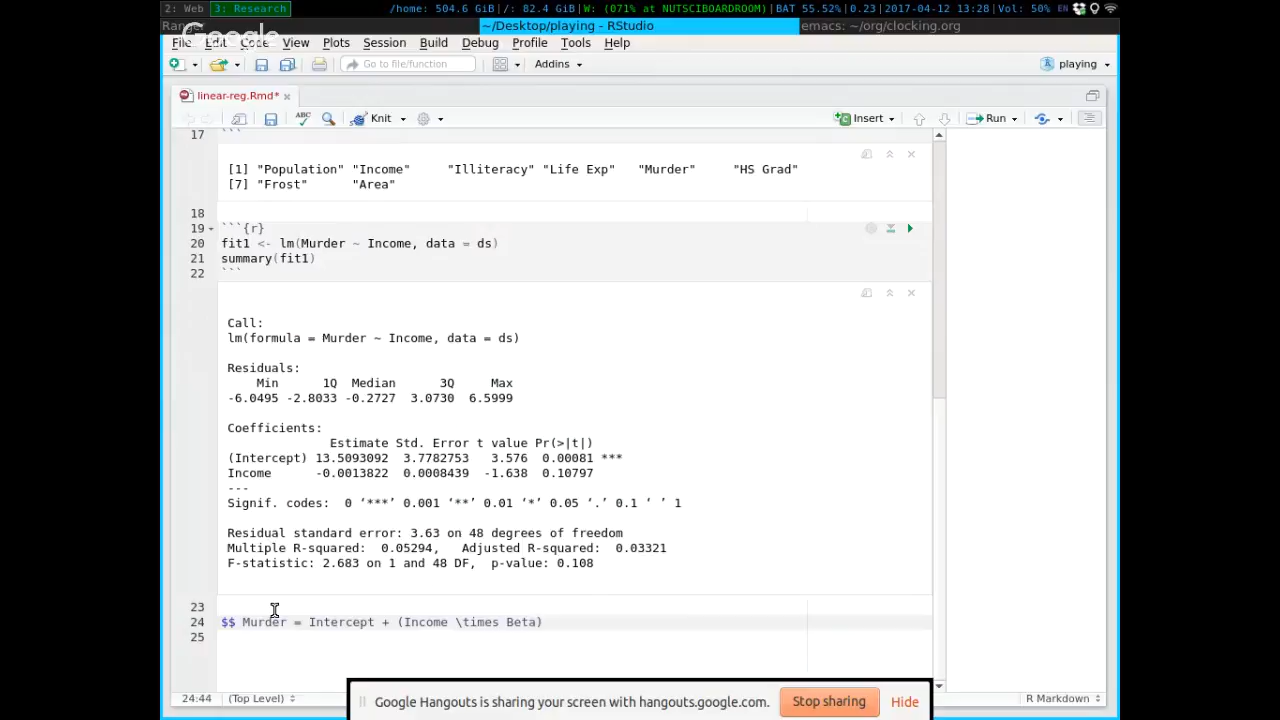 2: Web 3: Research /home: 504.6 GiB|/: 82.4 GiB|W: (071% at NUTSCIBOARDROOM)|BAT 55.52%|0.23|2017-04-12 13:28|Vol: 50% EN
~/Desktop/playing - RStudio emacs: ~/org/clocking.org
Google
File Edit Code View Plots Session Build Debug Profile Tools Help
Go to file/function Addins playing
linear-reg.Rmd*
ABC Knit Insert Run
17 ```
[1] "Population" "Income" "Illiteracy" "Life Exp" "Murder" "HS Grad"
[7] "Frost" "Area"
18
19 ```{r}
20 fit1 <- lm(Murder ~ Income, data = ds)
21 summary(fit1)
22 ```
Call:
lm(formula = Murder ~ Income, data = ds)
Residuals:
Min 1Q Median 3Q Max
-6.0495 -2.8033 -0.2727 3.0730 6.5999
Coefficients:
Estimate Std. Error t value Pr(>|t|)
(Intercept) 13.5093092 3.7782753 3.576 0.00081 ***
Income -0.0013822 0.0008439 -1.638 0.10797
---
Signif. codes: 0 ‘***’ 0.001 ‘**’ 0.01 ‘*’ 0.05 ‘.’ 0.1 ‘ ’ 1
Residual standard error: 3.63 on 48 degrees of freedom
Multiple R-squared: 0.05294, Adjusted R-squared: 0.03321
F-statistic: 2.683 on 1 and 48 DF, p-value: 0.108
23
24 $$ Murder = Intercept + (Income \times Beta)
25
24:44 (Top Level) R Markdown
Google Hangouts is sharing your screen with hangouts.google.com. Stop sharing Hide